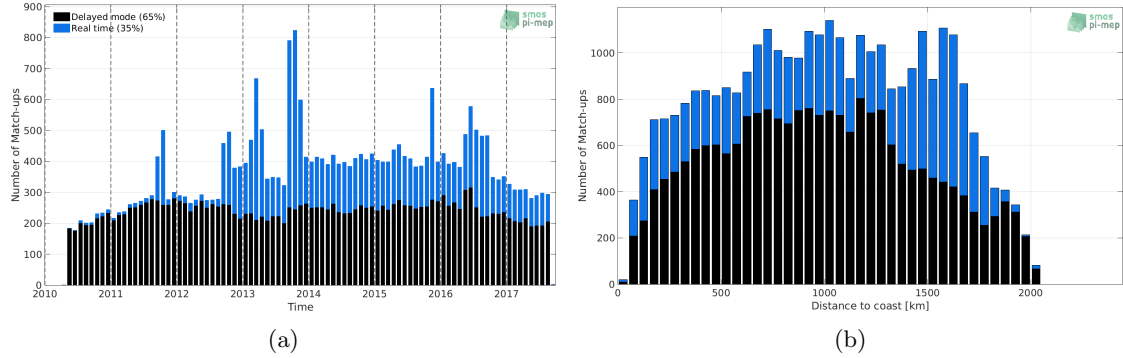 Delayed mode (65%)
Real time (35%)
smos
pi-mep
Number of Match-ups
900
800
700
600
500
400
300
200
100
0
2010 2011 2012 2013 2014 2015 2016 2017
Time
(a)
smos
pi-mep
Number of Match-ups
1000
800
600
400
200
0
0 500 1000 1500 2000
Distance to coast [km]
(b)